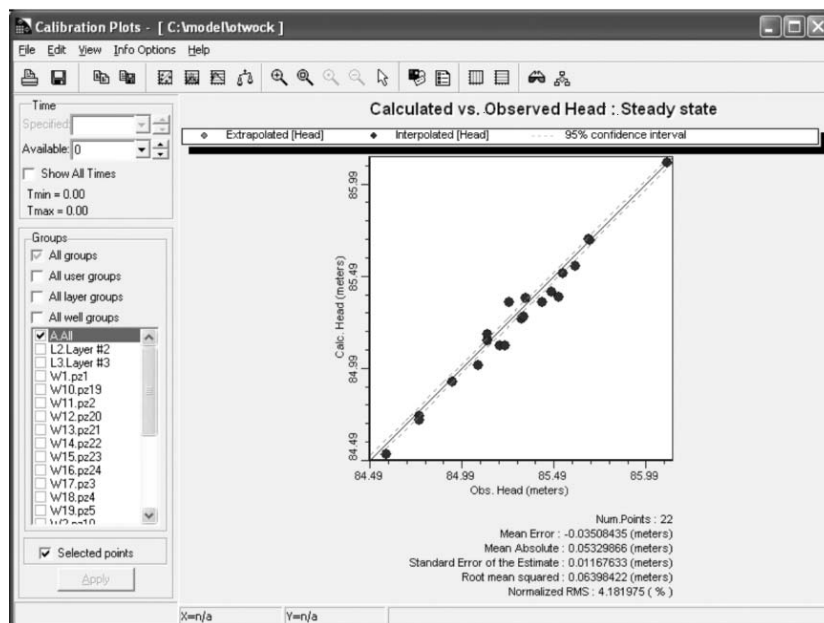 Calibration Plots - [ C:\model\otwock ]
File Edit View Info Options Help
Time
Specified:
Available: 0
Show All Times
Tmin = 0.00
Tmax = 0.00
Groups
All groups
All user groups
All layer groups
All well groups
A.All
L2.Layer #2
L3.Layer #3
W1.pz1
W10.pz19
W11.pz2
W12.pz20
W13.pz21
W14.pz22
W15.pz23
W16.pz24
W17.pz3
W18.pz4
W19.pz5
W2.pz10
Selected points
Apply
Calculated vs. Observed Head : Steady state
Extrapolated [Head] Interpolated [Head] 95% confidence interval
Calc. Head (meters)
85.99
85.49
84.99
84.49
84.49 84.99 85.49 85.99
Obs. Head (meters)
Num.Points : 22
Mean Error : -0.03508435 (meters)
Mean Absolute : 0.05329866 (meters)
Standard Error of the Estimate : 0.01167633 (meters)
Root mean squared : 0.06398422 (meters)
Normalized RMS : 4.181975 ( % )
X=n/a Y=n/a